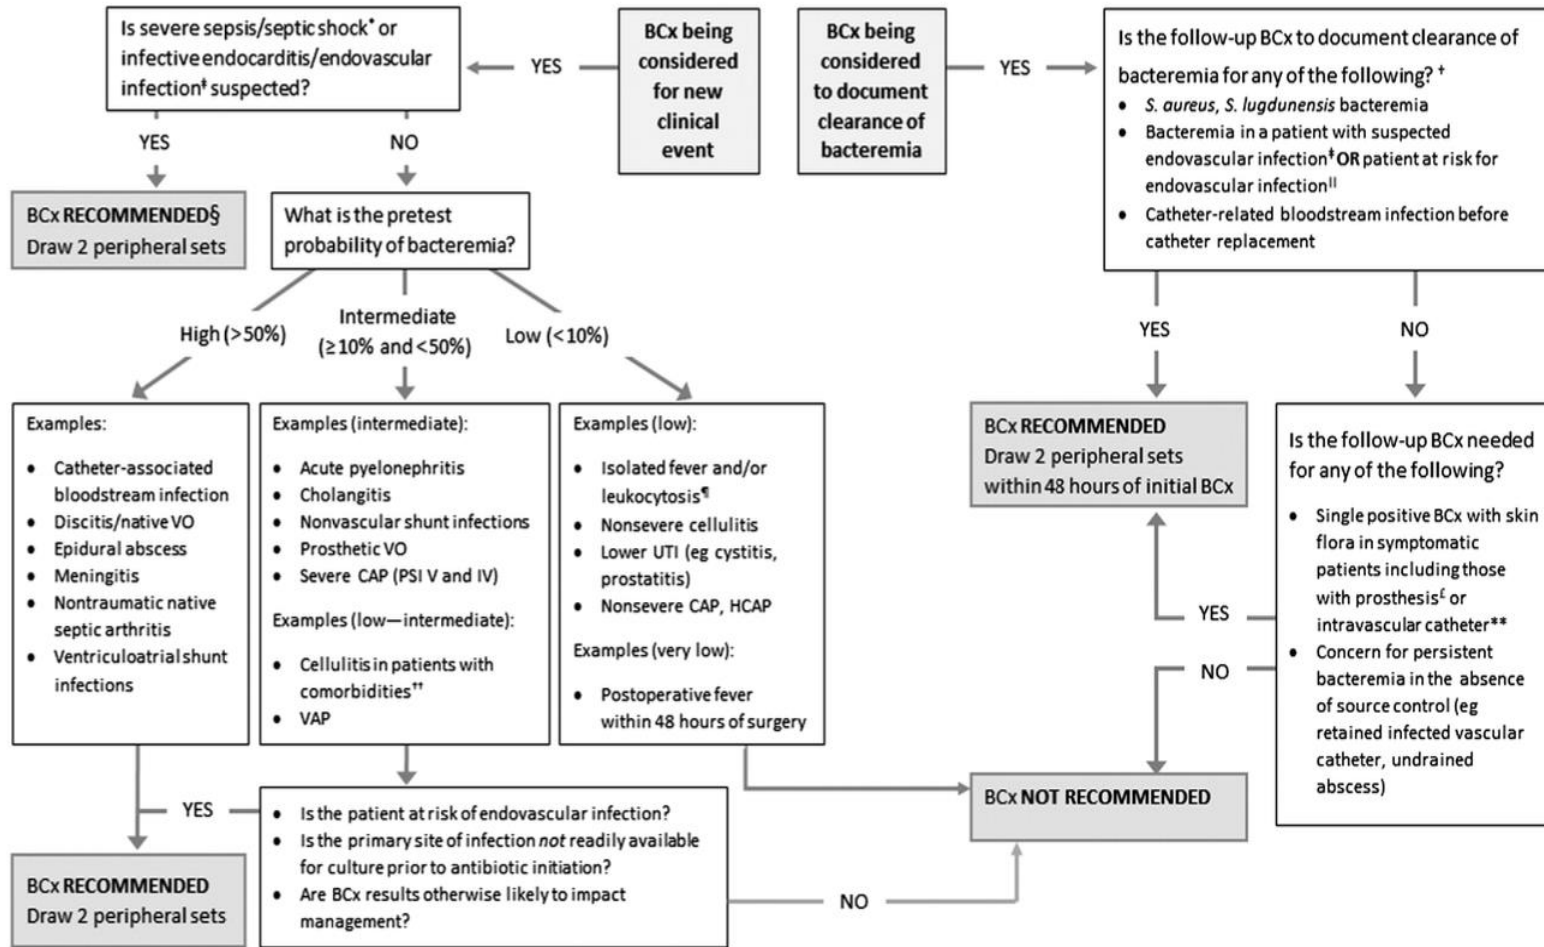 Is severe sepsis/septic shock* or
infective endocarditis/endovascular
infection‡ suspected?
YES
BCx being
considered
for new
clinical
event
BCx being
considered
to document
clearance of
bacteremia
YES
Is the follow-up BCx to document clearance of
bacteremia for any of the following? †
• S. aureus, S. lugdunensis bacteremia
• Bacteremia in a patient with suspected
endovascular infection‡ OR patient at risk for
endovascular infection||
• Catheter-related bloodstream infection before
catheter replacement
YES
NO
BCx RECOMMENDED§
Draw 2 peripheral sets
What is the pretest
probability of bacteremia?
High (>50%)
Intermediate
(≥10% and <50%)
Low (<10%)
YES
NO
Examples:
• Catheter-associated
bloodstream infection
• Discitis/native VO
• Epidural abscess
• Meningitis
• Nontraumatic native
septic arthritis
• Ventriculoatrial shunt
infections
Examples (intermediate):
• Acute pyelonephritis
• Cholangitis
• Nonvascular shunt infections
• Prosthetic VO
• Severe CAP (PSI V and IV)
Examples (low—intermediate):
• Cellulitis in patients with
comorbidities††
• VAP
Examples (low):
• Isolated fever and/or
leukocytosis¶
• Nonsevere cellulitis
• Lower UTI (eg cystitis,
prostatitis)
• Nonsevere CAP, HCAP
Examples (very low):
• Postoperative fever
within 48 hours of surgery
BCx RECOMMENDED
Draw 2 peripheral sets
within 48 hours of initial BCx
Is the follow-up BCx needed
for any of the following?
• Single positive BCx with skin
flora in symptomatic
patients including those
with prosthesis£ or
intravascular catheter**
• Concern for persistent
bacteremia in the absence
of source control (eg
retained infected vascular
catheter, undrained
abscess)
YES
NO
YES
• Is the patient at risk of endovascular infection?
• Is the primary site of infection not readily available
for culture prior to antibiotic initiation?
• Are BCx results otherwise likely to impact
management?
NO
BCx NOT RECOMMENDED
BCx RECOMMENDED
Draw 2 peripheral sets